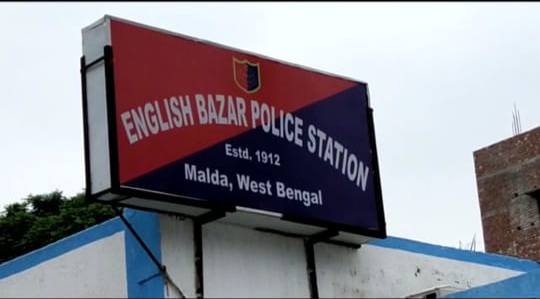 ENGLISH BAZAR POLICE STATION
Estd. 1912
Malda, West Bengal